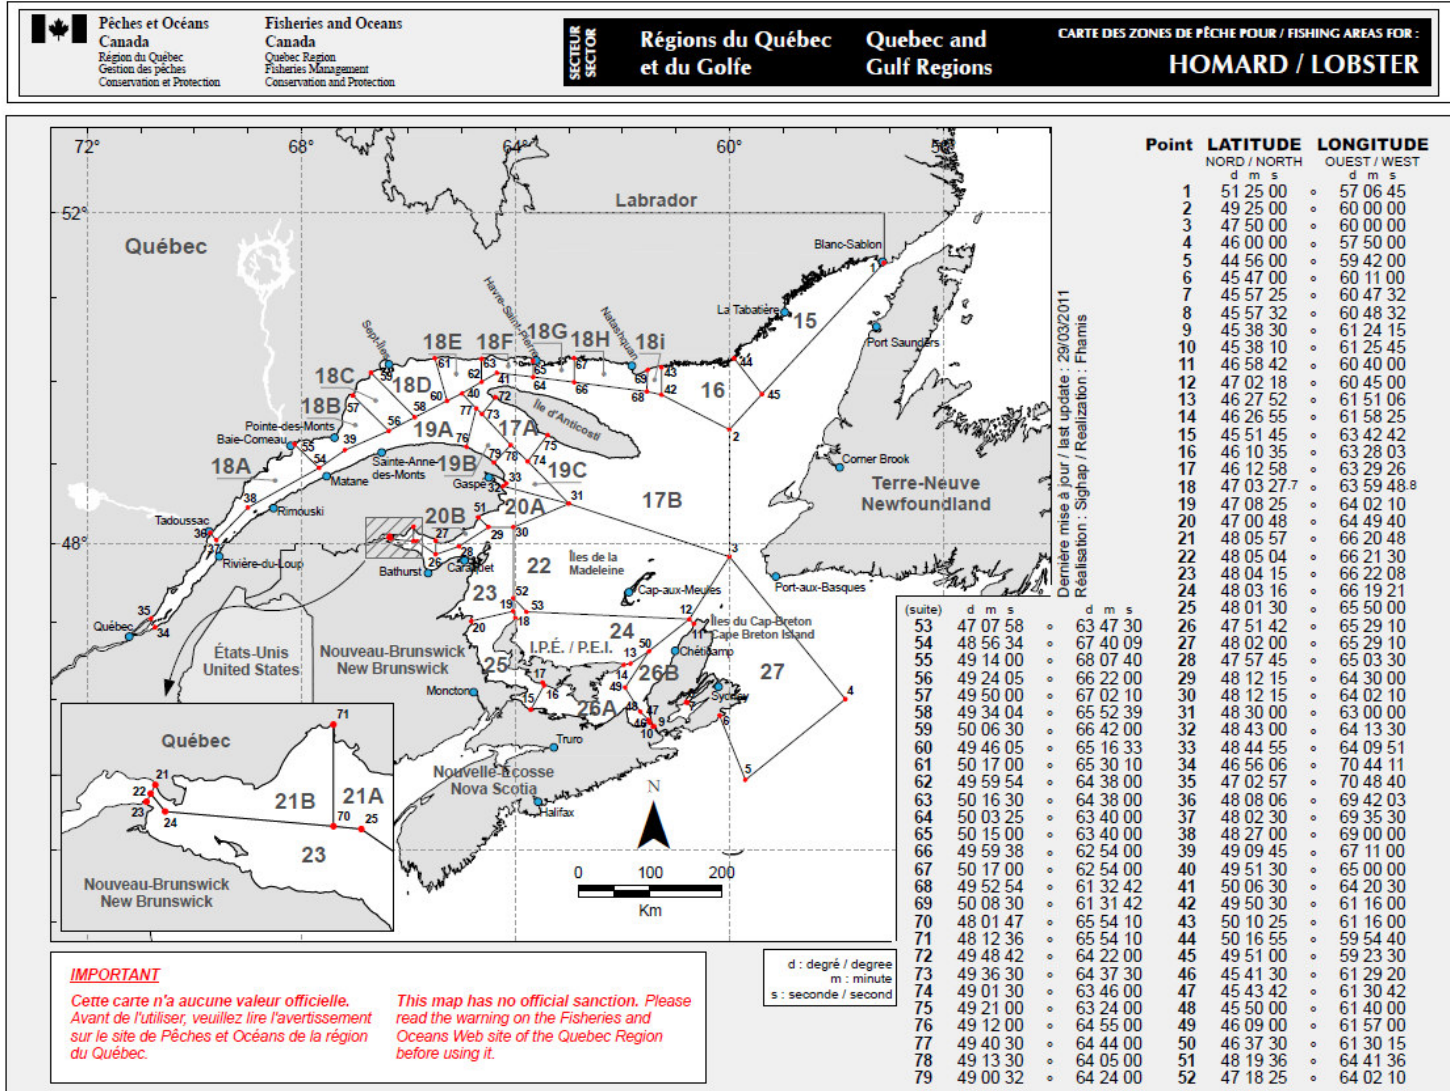 Pêches et Océans
Canada
Région du Québec
Gestion des pêches
Conservation et Protection
Fisheries and Oceans
Canada
Quebec Region
Fisheries Management
Conservation and Protection
SECTEUR
SECTOR
Régions du Québec
et du Golfe
Quebec and
Gulf Regions
CARTE DES ZONES DE PÊCHE POUR / FISHING AREAS FOR :
HOMARD / LOBSTER
72°
68°
64°
60°
52°
48°
Labrador
Québec
Blanc-Sablon
La Tabatière
Port Saunders
Corner Brook
Terre-Neuve
Newfoundland
Port-aux-Basques
Sept-Îles
Havre-Saint-Pierre
Natashquan
Île d'Anticosti
Pointe-des-Monts
Baie-Comeau
Sainte-Anne-
des-Monts
Matane
Gaspé
Tadoussac
Rimouski
Rivière-du-Loup
Québec
Bathurst
Caraquet
Îles de la
Madeleine
Cap-aux-Meules
Îles du Cap-Breton
Cape Breton Island
Chéticamp
Sydney
États-Unis
United States
Nouveau-Brunswick
New Brunswick
I.P.É. / P.E.I.
Moncton
Truro
Nouvelle-Écosse
Nova Scotia
Halifax
15
16
17A
17B
18A
18B
18C
18D
18E
18F
18G
18H
18i
19A
19B
19C
20A
20B
22
23
24
25
26A
26B
27
N
0 100 200
Km
Québec
71
21
22
23
24
21B
21A
70
25
23
Nouveau-Brunswick
New Brunswick
Dernière mise à jour / last update : 29/03/2011
Réalisation : Sighap / Realization : Fhamis
Point LATITUDE LONGITUDE
NORD / NORTH OUEST / WEST
d m s d m s
1 51 25 00 ° 57 06 45
2 49 25 00 ° 60 00 00
3 47 50 00 ° 60 00 00
4 46 00 00 ° 57 50 00
5 44 56 00 ° 59 42 00
6 45 47 00 ° 60 11 00
7 45 57 25 ° 60 47 32
8 45 57 32 ° 60 48 32
9 45 38 30 ° 61 24 15
10 45 38 10 ° 61 25 45
11 46 58 42 ° 60 40 00
12 47 02 18 ° 60 45 00
13 46 27 52 ° 61 51 06
14 46 26 55 ° 61 58 25
15 45 51 45 ° 63 42 42
16 46 10 35 ° 63 28 03
17 46 12 58 ° 63 29 26
18 47 03 27.7 ° 63 59 48.8
19 47 08 25 ° 64 02 10
20 47 00 48 ° 64 49 40
21 48 05 57 ° 66 20 48
22 48 05 04 ° 66 21 30
23 48 04 15 ° 66 22 08
24 48 03 16 ° 66 19 21
25 48 01 30 ° 65 50 00
26 47 51 42 ° 65 29 10
27 48 02 00 ° 65 29 10
28 47 57 45 ° 65 03 30
29 48 12 15 ° 64 30 00
30 48 12 15 ° 64 02 10
31 48 30 00 ° 63 00 00
32 48 43 00 ° 64 13 30
33 48 44 55 ° 64 09 51
34 46 56 06 ° 70 44 11
35 47 02 57 ° 70 48 40
36 48 08 06 ° 69 42 03
37 48 02 30 ° 69 35 30
38 48 27 00 ° 69 00 00
39 49 09 45 ° 67 11 00
40 49 51 30 ° 65 00 00
41 50 06 30 ° 64 20 30
42 49 50 30 ° 61 16 00
43 50 10 25 ° 61 16 00
44 50 16 55 ° 59 54 40
45 49 51 00 ° 59 23 30
46 45 41 30 ° 61 29 20
47 45 43 42 ° 61 30 42
48 45 50 00 ° 61 40 00
49 46 09 00 ° 61 57 00
50 46 37 30 ° 61 30 15
51 48 19 36 ° 64 41 36
52 47 18 25 ° 64 02 10
(suite) d m s d m s
53 47 07 58 ° 63 47 30
54 48 56 34 ° 67 40 09
55 49 14 00 ° 68 07 40
56 49 24 05 ° 66 22 00
57 49 50 00 ° 67 02 10
58 49 34 04 ° 65 52 39
59 50 06 30 ° 66 42 00
60 49 46 05 ° 65 16 33
61 50 17 00 ° 65 30 10
62 49 59 54 ° 64 38 00
63 50 16 30 ° 64 38 00
64 50 03 25 ° 63 40 00
65 50 15 00 ° 63 40 00
66 49 59 38 ° 62 54 00
67 50 17 00 ° 62 54 00
68 49 52 54 ° 61 32 42
69 50 08 30 ° 61 31 42
70 48 01 47 ° 65 54 10
71 48 12 36 ° 65 54 10
72 49 48 42 ° 64 22 00
73 49 36 30 ° 64 37 30
74 49 01 30 ° 63 46 00
75 49 21 00 ° 63 24 00
76 49 12 00 ° 64 55 00
77 49 40 30 ° 64 44 00
78 49 13 30 ° 64 05 00
79 49 00 32 ° 64 24 00
d : degré / degree
m : minute
s : seconde / second
IMPORTANT
Cette carte n'a aucune valeur officielle.
Avant de l'utiliser, veuillez lire l'avertissement
sur le site de Pêches et Océans de la région
du Québec.
This map has no official sanction. Please
read the warning on the Fisheries and
Oceans Web site of the Quebec Region
before using it.